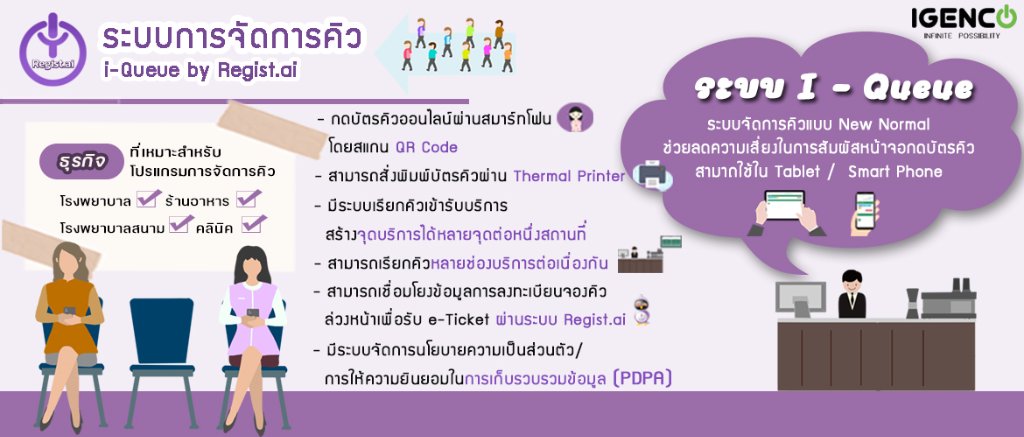 Regist.ai
ระบบการจัดการคิว
i-Queue by Regist.ai
IGENCO
INFINITE POSSIBILITY
ระบบ I - Queue
ระบบจัดการคิวแบบ New Normal
ช่วยลดความเสี่ยงในการสัมผัสหน้าจอกดบัตรคิว
สามาถใช้ใน Tablet / Smart Phone
ธุรกิจ
ที่เหมาะสำหรับ
โปรแกรมการจัดการคิว
โรงพยาบาล ร้านอาหาร
โรงพยาบาลสนาม คลินิค
- กดบัตรคิวออนไลน์ผ่านสมาร์ทโฟน
โดยสแกน QR Code
- สามารถสั่งพิมพ์บัตรคิวผ่าน Thermal Printer
- มีระบบเรียกคิวเข้ารับบริการ
สร้างจุดบริการได้หลายจุดต่อหนึ่งสถานที่
- สามารถเรียกคิวหลายช่องบริการต่อเนื่องกัน
- สามารถเชื่อมโยงข้อมูลการลงทะเบียนจองคิว
ล่วงหน้าเพื่อรับ e-Ticket ผ่านระบบ Regist.ai
- มีระบบจัดการนโยบายความเป็นส่วนตัว/
การให้ความยินยอมในการเก็บรวบรวมข้อมูล (PDPA)